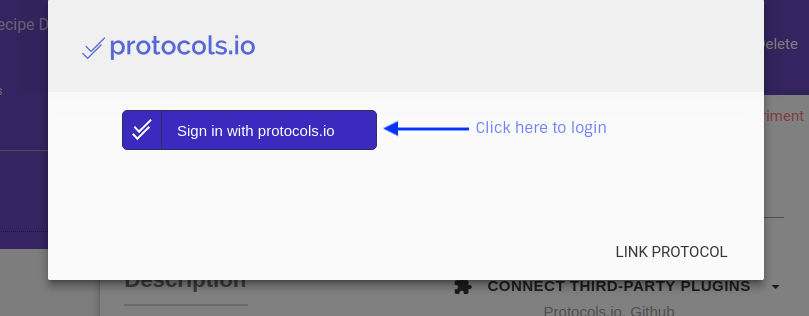 ecipe D
protocols.io
elete
Sign in with protocols.io
Click here to login
riment
LINK PROTOCOL
Description
CONNECT THIRD-PARTY PLUGINS
Protocols.io, Github